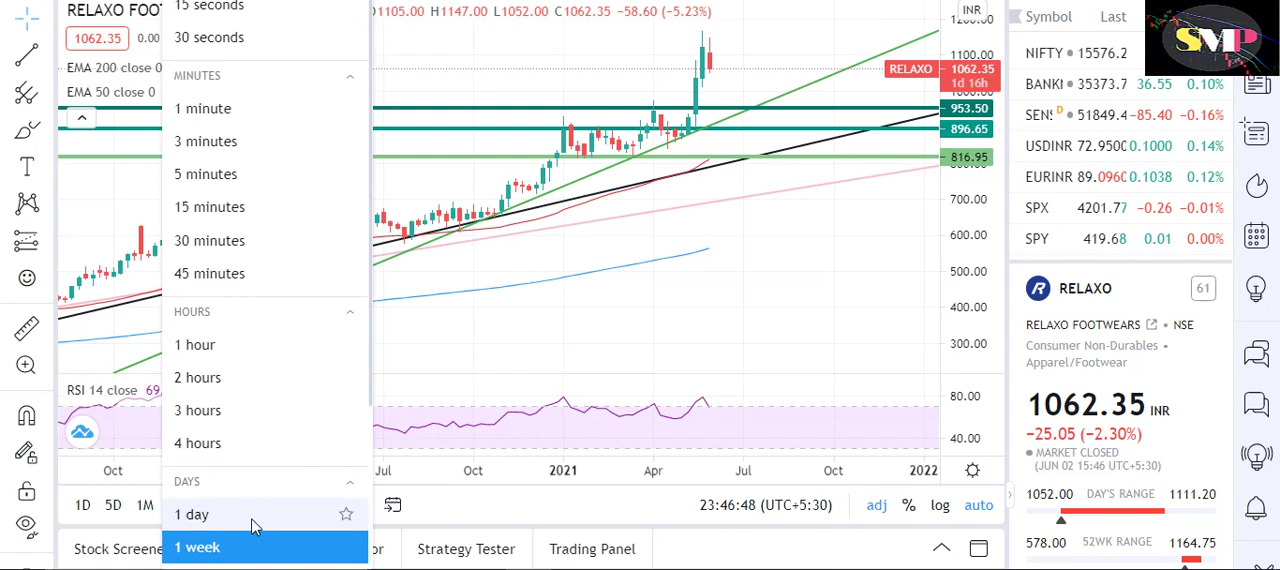 RELAXO FOO
1062.35
0.00
EMA 200 close 0
EMA 50 close 0
1105.00 H1147.00 L1052.00 C1062.35 −58.60 (−5.23%)
15 seconds
30 seconds
MINUTES
1 minute
3 minutes
5 minutes
15 minutes
30 minutes
45 minutes
HOURS
1 hour
2 hours
3 hours
4 hours
DAYS
1 day
1 week
INR
1200.00
1100.00
RELAXO 1062.35
1d 16h
953.50
896.65
816.95
700.00
600.00
500.00
400.00
300.00
RSI 14 close 69
80.00
40.00
Oct
Jul
Oct
2021
Apr
Jul
Oct
2022
1D 5D 1M
23:46:48 (UTC+5:30)
adj % log auto
Stock Screene
or
Strategy Tester
Trading Panel
Symbol Last
SMP
NIFTY 15576.2
BANKI 35373.7 36.55 0.10%
SEN D 51849.4 −85.40 −0.16%
USDINR 72.9500 0.1000 0.14%
EURINR 89.0960 0.1038 0.12%
SPX 4201.77 −0.26 −0.01%
SPY 419.68 0.01 0.00%
RELAXO
61
RELAXO FOOTWEARS • NSE
Consumer Non-Durables •
Apparel/Footwear
1062.35 INR
−25.05 (−2.30%)
MARKET CLOSED
(JUN 02 15:46 UTC+5:30)
1052.00 DAY'S RANGE 1111.20
578.00 52WK RANGE 1164.75